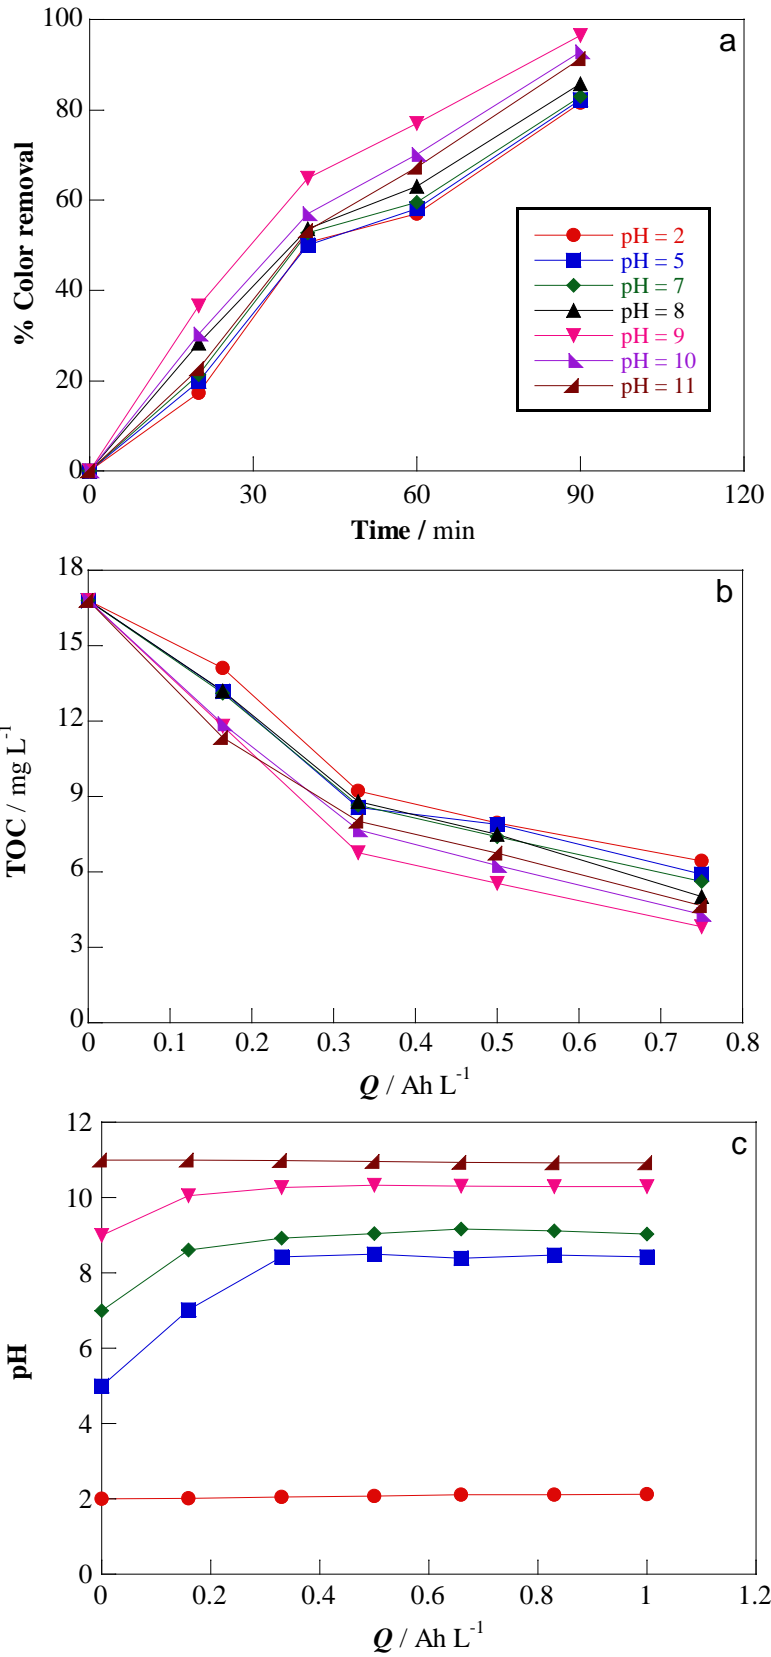 a
100
80
60
40
20
0
% Color removal
pH = 2
pH = 5
pH = 7
pH = 8
pH = 9
pH = 10
pH = 11
0 30 60 90 120
Time / min
b
18
15
12
9
6
3
0
TOC / mg L-1
0 0.1 0.2 0.3 0.4 0.5 0.6 0.7 0.8
Q / Ah L-1
c
12
10
8
6
4
2
0
pH
0 0.2 0.4 0.6 0.8 1 1.2
Q / Ah L-1